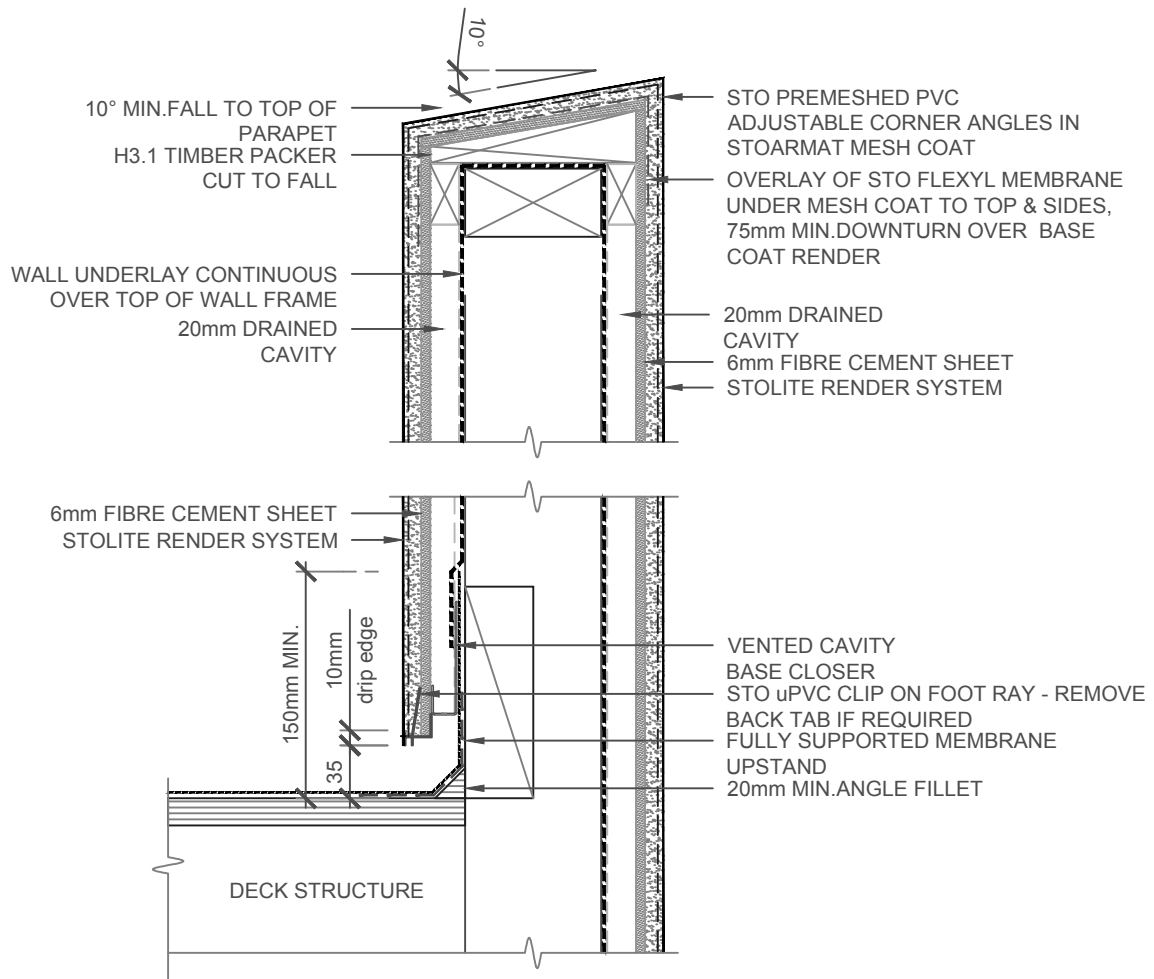 10°
10° MIN.FALL TO TOP OF
PARAPET
H3.1 TIMBER PACKER
CUT TO FALL
WALL UNDERLAY CONTINUOUS
OVER TOP OF WALL FRAME
20mm DRAINED
CAVITY
STO PREMESHED PVC
ADJUSTABLE CORNER ANGLES IN
STOARMAT MESH COAT
OVERLAY OF STO FLEXYL MEMBRANE
UNDER MESH COAT TO TOP & SIDES,
75mm MIN.DOWNTURN OVER BASE
COAT RENDER
20mm DRAINED
CAVITY
6mm FIBRE CEMENT SHEET
STOLITE RENDER SYSTEM
6mm FIBRE CEMENT SHEET
STOLITE RENDER SYSTEM
150mm MIN.
10mm
drip edge
35
VENTED CAVITY
BASE CLOSER
STO uPVC CLIP ON FOOT RAY - REMOVE
BACK TAB IF REQUIRED
FULLY SUPPORTED MEMBRANE
UPSTAND
20mm MIN.ANGLE FILLET
DECK STRUCTURE